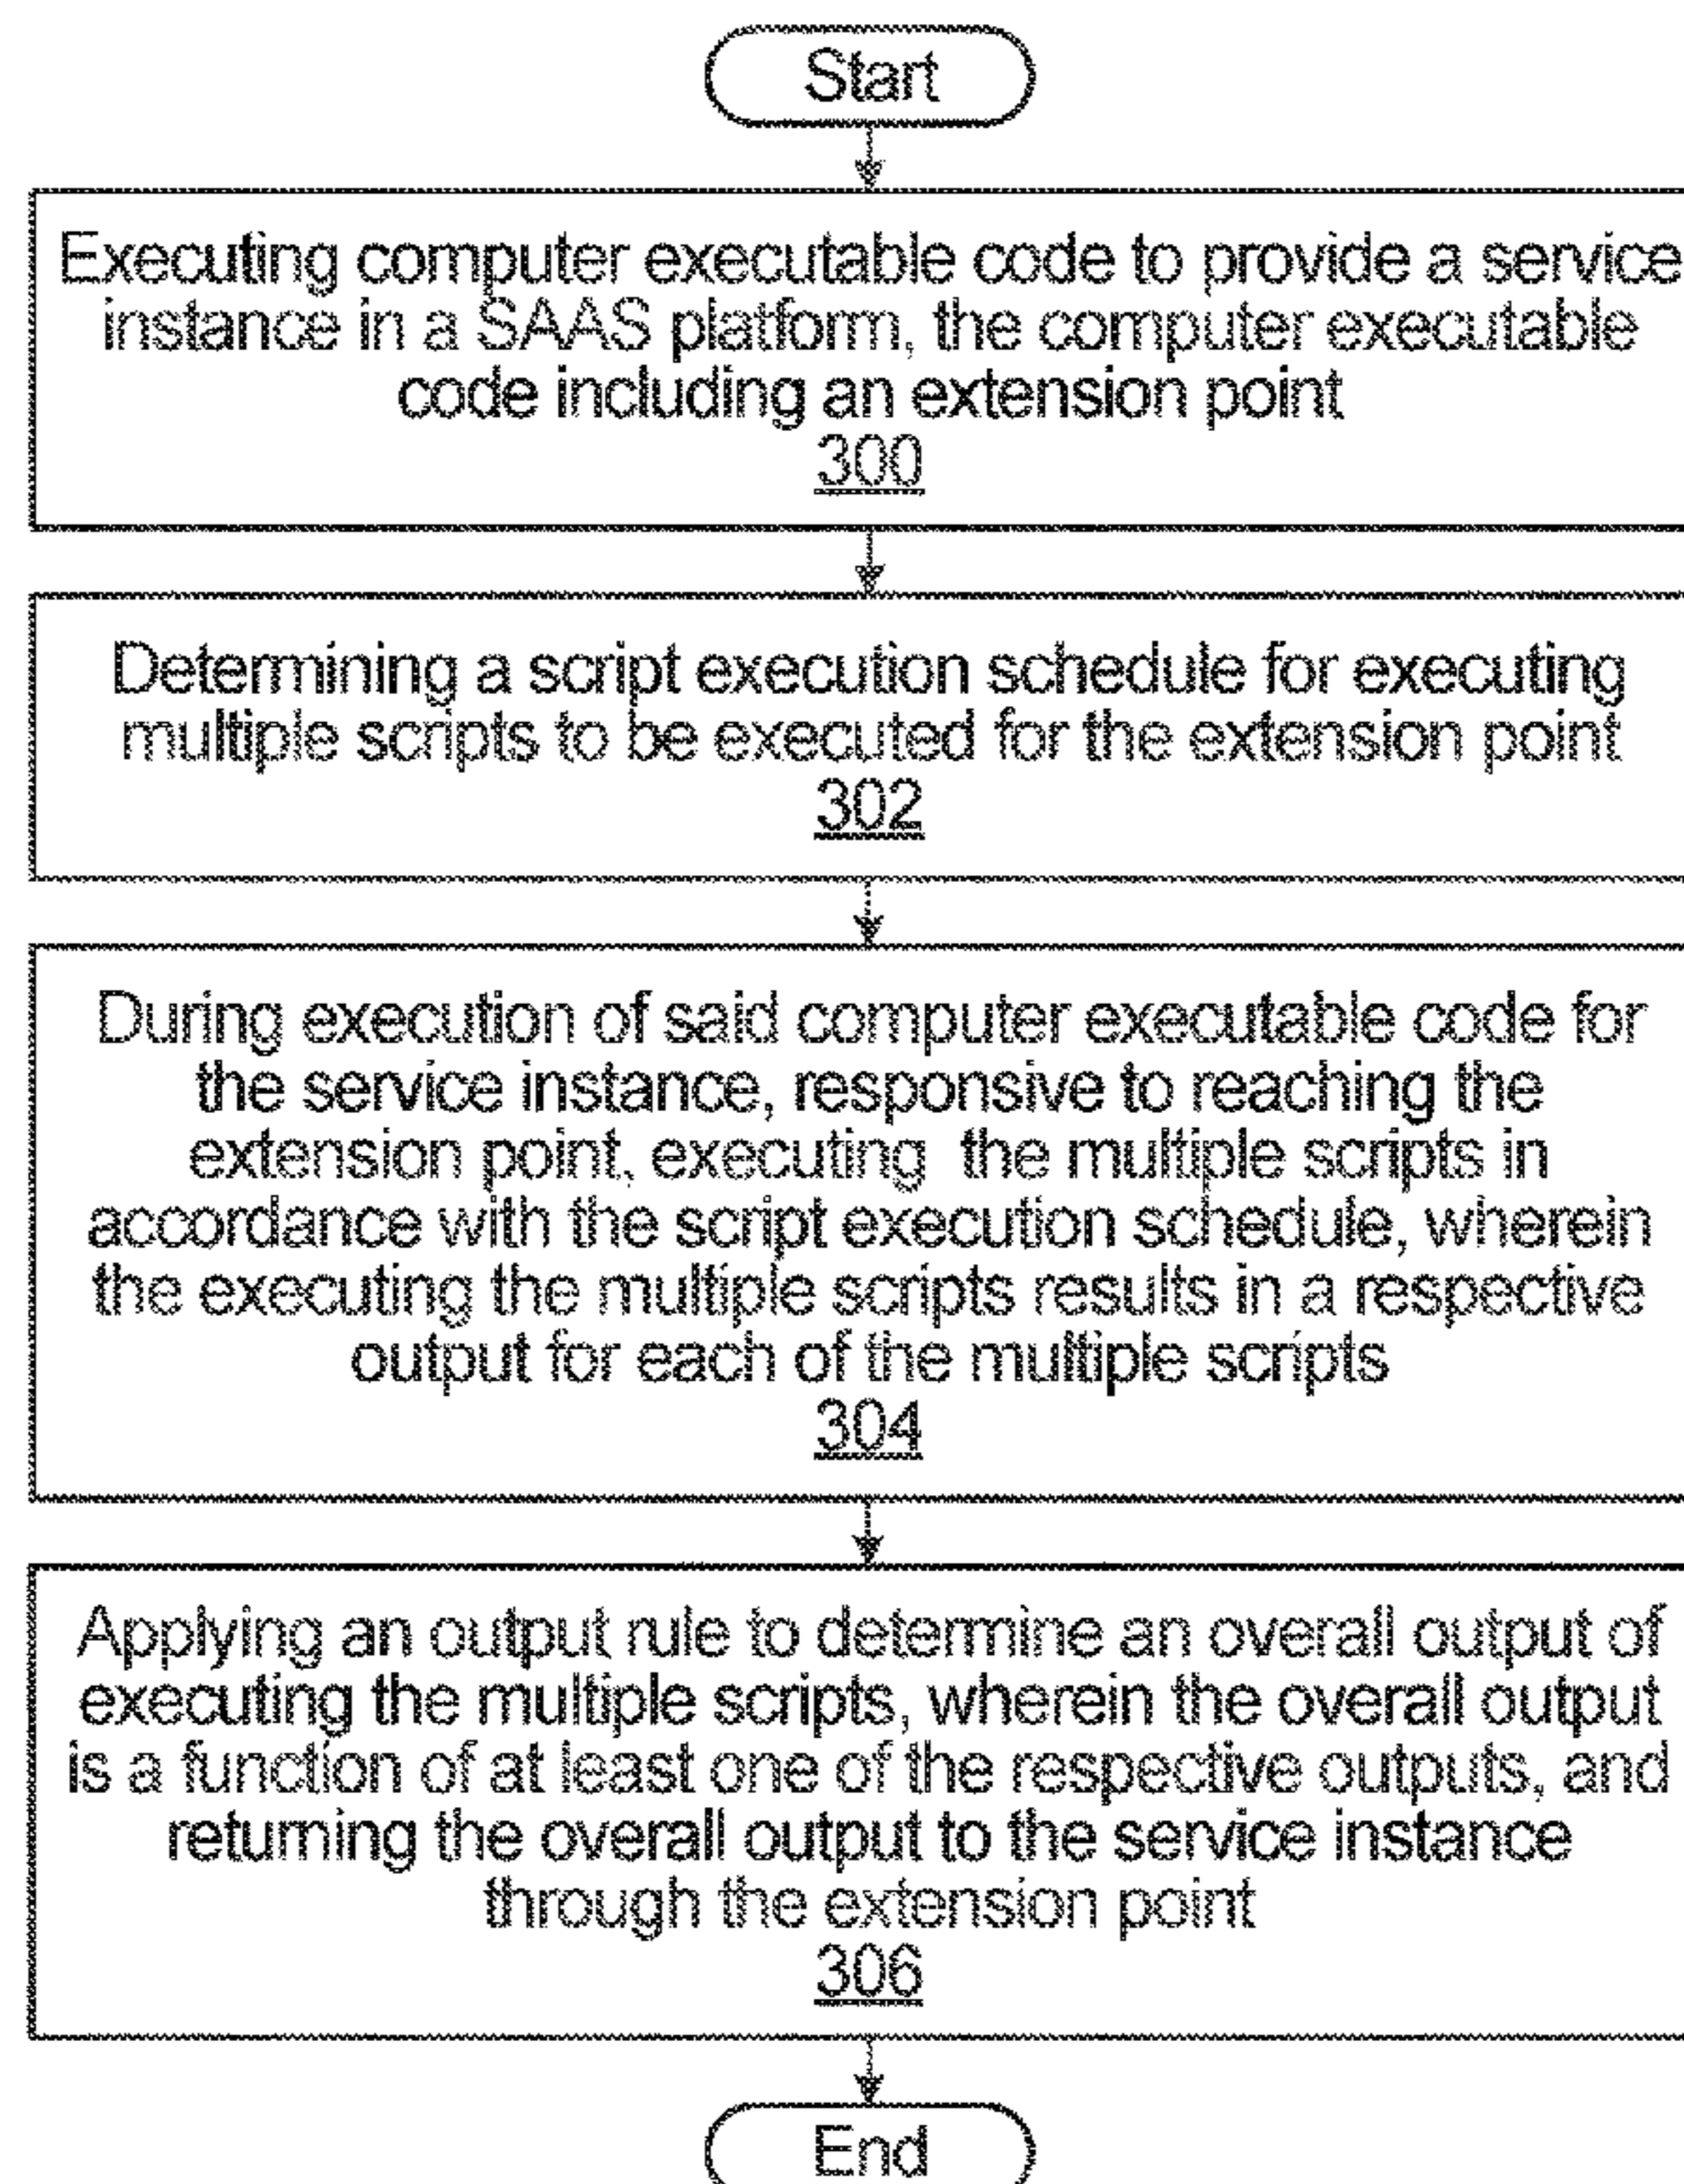 Start
Executing computer executable code to provide a service
instance in a SAAS platform, the computer executable
code including an extension point
300
Determining a script execution schedule for executing
multiple scripts to be executed for the extension point
302
During execution of said computer executable code for
the service instance, responsive to reaching the
extension point, executing the multiple scripts in
accordance with the script execution schedule, wherein
the executing the multiple scripts results in a respective
output for each of the multiple scripts
304
Applying an output rule to determine an overall output of
executing the multiple scripts, wherein the overall output
is a function of at least one of the respective outputs, and
returning the overall output to the service instance
through the extension point
306
End